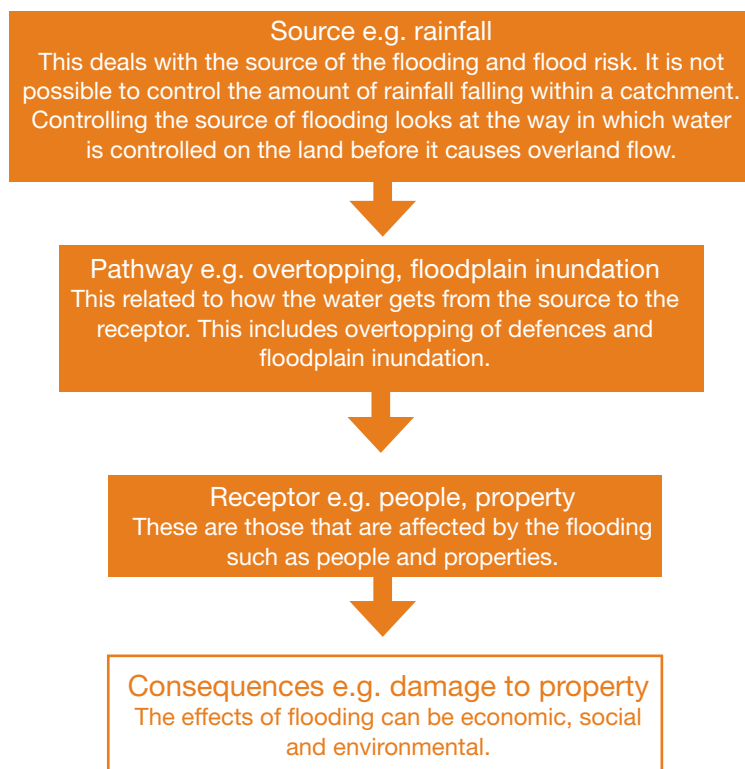 Source e.g. rainfall
This deals with the source of the flooding and flood risk. It is not
possible to control the amount of rainfall falling within a catchment.
Controlling the source of flooding looks at the way in which water
is controlled on the land before it causes overland flow.
Pathway e.g. overtopping, floodplain inundation
This related to how the water gets from the source to the
receptor. This includes overtopping of defences and
floodplain inundation.
Receptor e.g. people, property
These are those that are affected by the flooding
such as people and properties.
Consequences e.g. damage to property
The effects of flooding can be economic, social
and environmental.